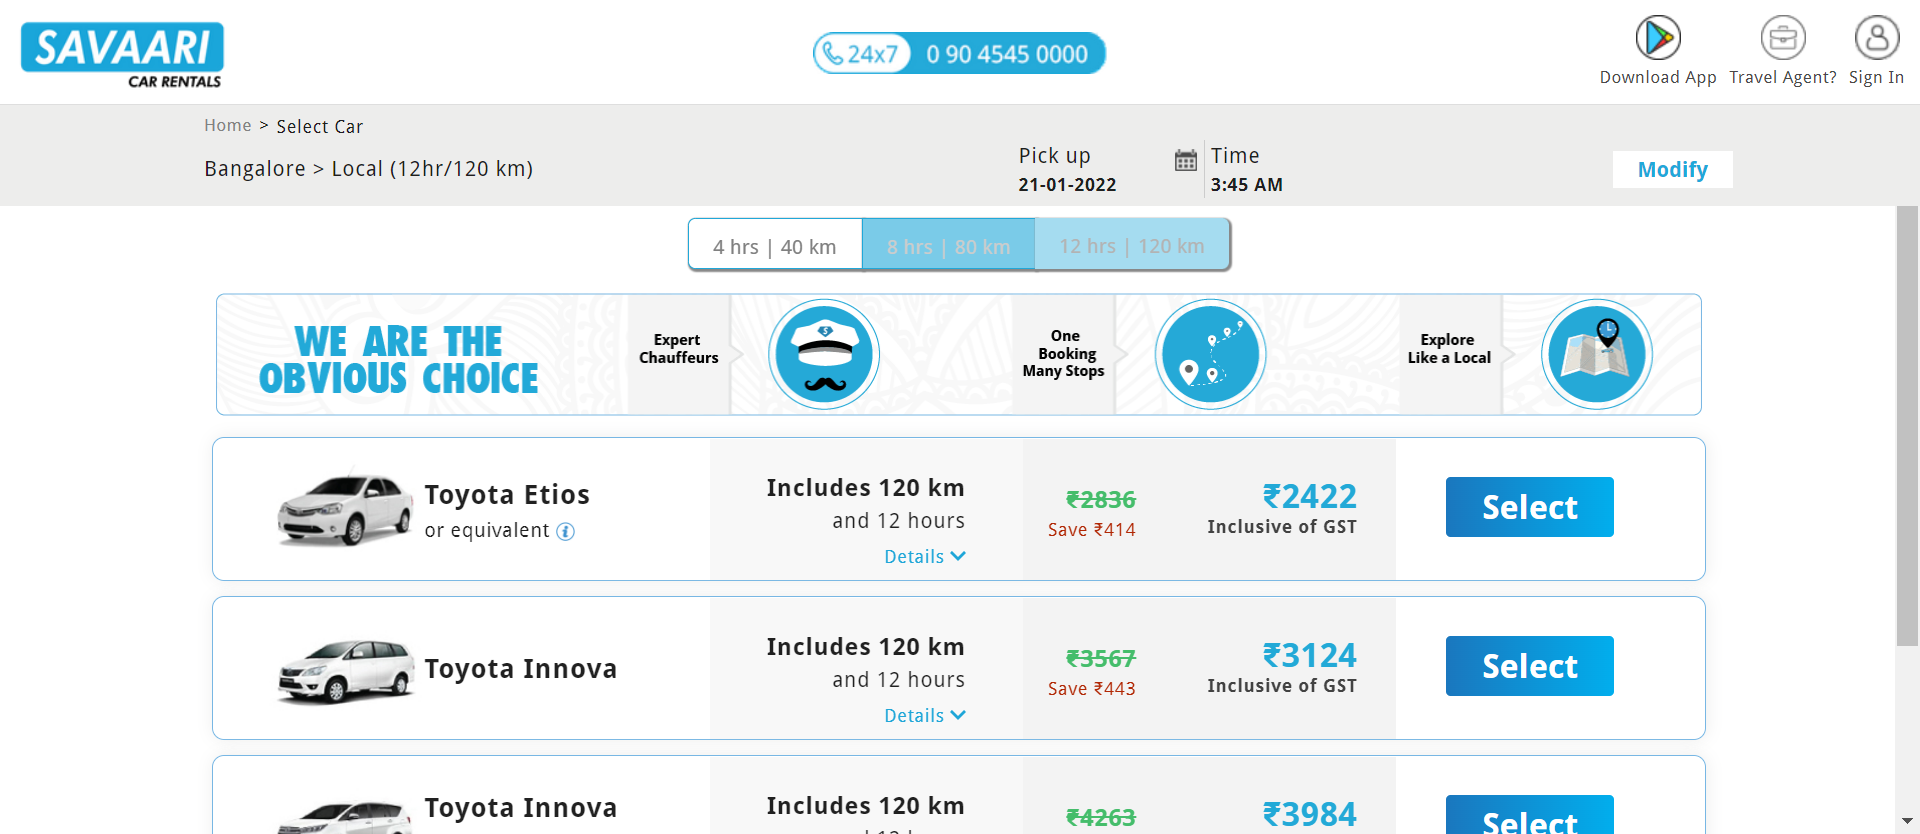 SAVAARI
CAR RENTALS
24x7 0 90 4545 0000
Download App
Travel Agent?
Sign In
Home > Select Car
Bangalore > Local (12hr/120 km)
Pick up
21-01-2022
Time
3:45 AM
Modify
4 hrs | 40 km
8 hrs | 80 km
12 hrs | 120 km
WE ARE THE
OBVIOUS CHOICE
Expert
Chauffeurs
One
Booking
Many Stops
Explore
Like a Local
Toyota Etios
or equivalent
Includes 120 km
and 12 hours
Details
₹2836
Save ₹414
₹2422
Inclusive of GST
Select
Toyota Innova
Includes 120 km
and 12 hours
Details
₹3567
Save ₹443
₹3124
Inclusive of GST
Select
Toyota Innova
Includes 120 km
₹4263
₹3984
Select